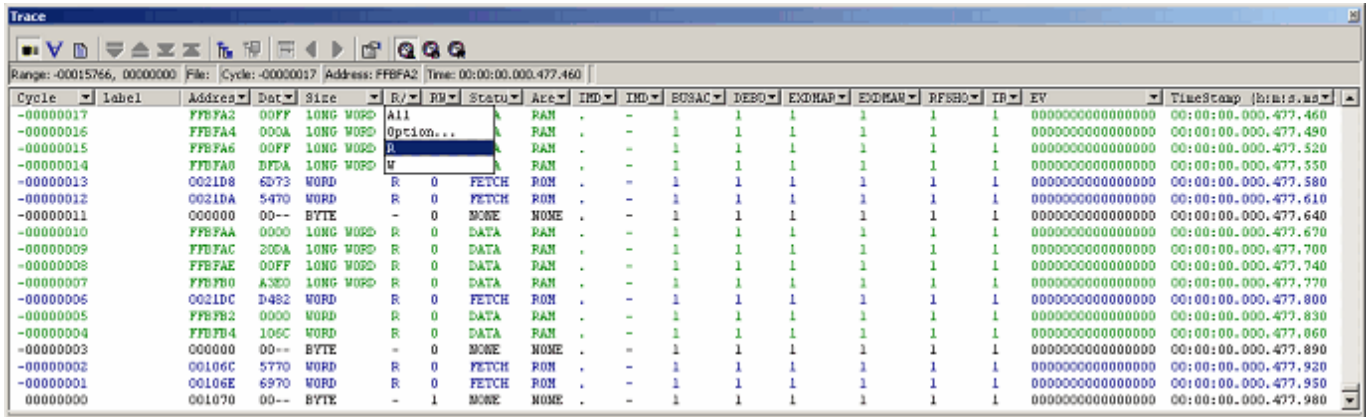 Trace
Range: -00015766, 00000000 File: Cycle: -00000017 Address: FFBFA2 Time: 00:00:00.000.477.460
Cycle Label Addres Dat Size R/ RW Statu Are IMD IMD BUSAC DEBU EXDMAR EXDMAW RFSHO IR EV TimeStamp (h:m:s.ms
-00000017 FFBFA2 00FF LONG WORD All A RAM . - 1 1 1 1 1 1 0000000000000000 00:00:00.000.477.460
-00000016 FFBFA4 000A LONG WORD Option... A RAM . - 1 1 1 1 1 1 0000000000000000 00:00:00.000.477.490
-00000015 FFBFA6 00FF LONG WORD R A RAM . - 1 1 1 1 1 1 0000000000000000 00:00:00.000.477.520
-00000014 FFBFA8 BFDA LONG WORD W A RAM . - 1 1 1 1 1 1 0000000000000000 00:00:00.000.477.550
-00000013 0021D8 6D73 WORD R 0 FETCH ROM . - 1 1 1 1 1 1 0000000000000000 00:00:00.000.477.580
-00000012 0021DA 5470 WORD R 0 FETCH ROM . - 1 1 1 1 1 1 0000000000000000 00:00:00.000.477.610
-00000011 000000 00-- BYTE - 0 NONE NONE . - 1 1 1 1 1 1 0000000000000000 00:00:00.000.477.640
-00000010 FFBFAA 0000 LONG WORD R 0 DATA RAM . - 1 1 1 1 1 1 0000000000000000 00:00:00.000.477.670
-00000009 FFBFAC 20DA LONG WORD R 0 DATA RAM . - 1 1 1 1 1 1 0000000000000000 00:00:00.000.477.700
-00000008 FFBFAE 00FF LONG WORD R 0 DATA RAM . - 1 1 1 1 1 1 0000000000000000 00:00:00.000.477.740
-00000007 FFBFB0 A3E0 LONG WORD R 0 DATA RAM . - 1 1 1 1 1 1 0000000000000000 00:00:00.000.477.770
-00000006 0021DC D482 WORD R 0 FETCH ROM . - 1 1 1 1 1 1 0000000000000000 00:00:00.000.477.800
-00000005 FFBFB2 0000 WORD R 0 DATA RAM . - 1 1 1 1 1 1 0000000000000000 00:00:00.000.477.830
-00000004 FFBFB4 106C WORD R 0 DATA RAM . - 1 1 1 1 1 1 0000000000000000 00:00:00.000.477.860
-00000003 000000 00-- BYTE - 0 NONE NONE . - 1 1 1 1 1 1 0000000000000000 00:00:00.000.477.890
-00000002 00106C 5770 WORD R 0 FETCH ROM . - 1 1 1 1 1 1 0000000000000000 00:00:00.000.477.920
-00000001 00106E 6970 WORD R 0 FETCH ROM . - 1 1 1 1 1 1 0000000000000000 00:00:00.000.477.950
00000000 001070 00-- BYTE - 1 NONE NONE . - 1 1 1 1 1 1 0000000000000000 00:00:00.000.477.980